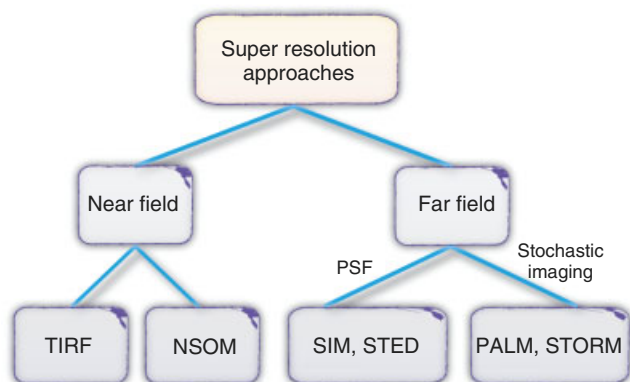 Super resolution
approaches
Near field
Far field
PSF
Stochastic
imaging
TIRF
NSOM
SIM, STED
PALM, STORM